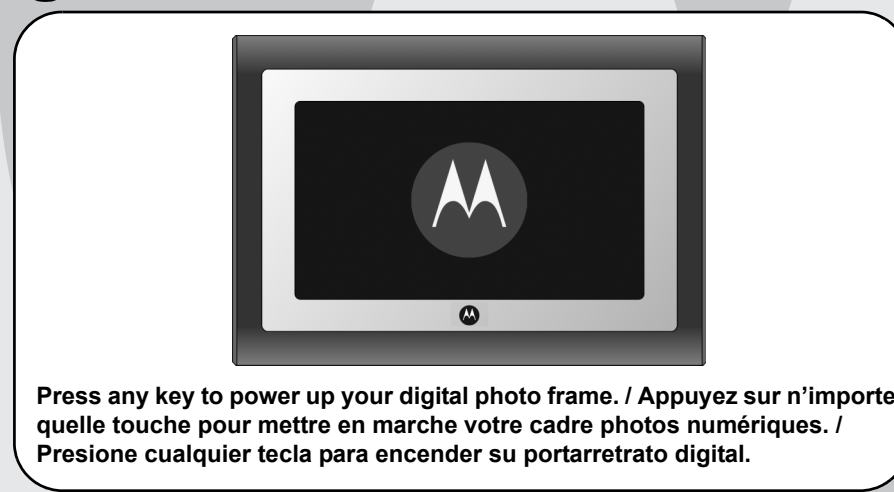 Press any key to power up your digital photo frame. / Appuyez sur n’importe
quelle touche pour mettre en marche votre cadre photos numériques. /
Presione cualquier tecla para encender su portarretrato digital.